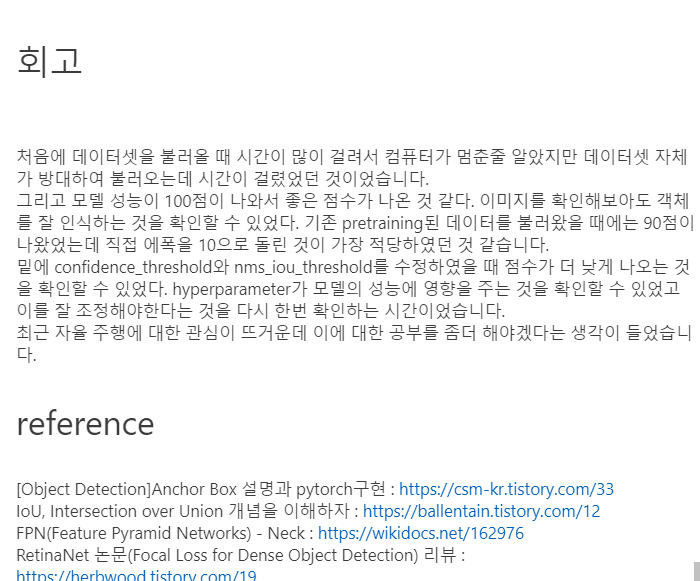 회고
처음에 데이터셋을 불러올 때 시간이 많이 걸려서 컴퓨터가 멈춘줄 알았지만 데이터셋 자체
가 방대하여 불러오는데 시간이 걸렸었던 것이었습니다.
그리고 모델 성능이 100점이 나와서 좋은 점수가 나온 것 같다. 이미지를 확인해보아도 객체
를 잘 인식하는 것을 확인할 수 있었다. 기존 pretraining된 데이터를 불러왔을 때에는 90점이
나왔었는데 직접 에폭을 10으로 돌린 것이 가장 적당하였던 것 같습니다.
밑에 confidence_threshold와 nms_iou_threshold를 수정하였을 때 점수가 더 낮게 나오는 것
을 확인할 수 있었다. hyperparameter가 모델의 성능에 영향을 주는 것을 확인할 수 있었고
이를 잘 조정해야한다는 것을 다시 한번 확인하는 시간이었습니다.
최근 자율 주행에 대한 관심이 뜨거운데 이에 대한 공부를 좀더 해야겠다는 생각이 들었습니
다.
reference
[Object Detection]Anchor Box 설명과 pytorch구현 : https://csm-kr.tistory.com/33
IoU, Intersection over Union 개념을 이해하자 : https://ballentain.tistory.com/12
FPN(Feature Pyramid Networks) - Neck : https://wikidocs.net/162976
RetinaNet 논문(Focal Loss for Dense Object Detection) 리뷰 :
https://herbwood.tistory.com/19